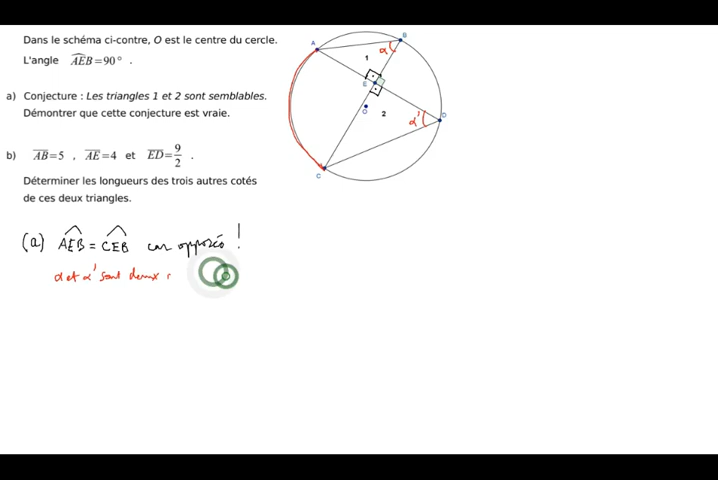 Dans le schéma ci-contre, O est le centre du cercle.
L'angle AEB=90° .
a) Conjecture : Les triangles 1 et 2 sont semblables.
Démontrer que cette conjecture est vraie.
b) AB=5 , AE=4 et ED=9/2 .
Déterminer les longueurs des trois autres cotés
de ces deux triangles.
(a) AEB = CEB car opposés !
α et α' sont deux
A
B
α
1
E
O
2
α'
D
C